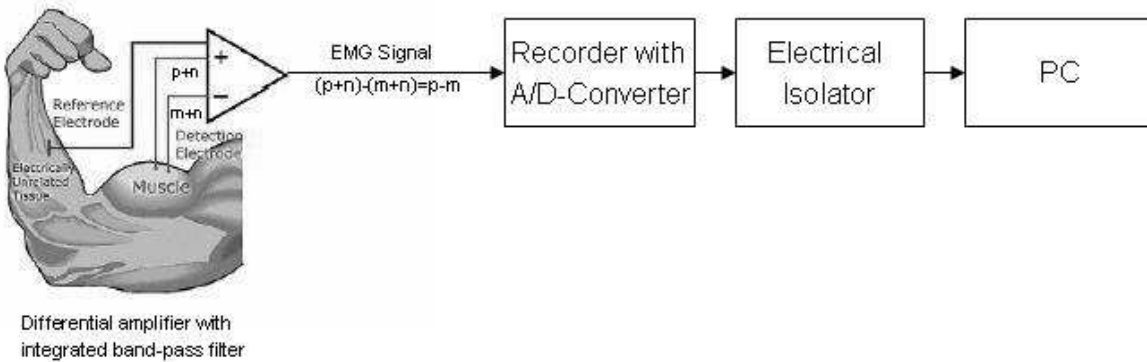 p+n
+
−
m+n
Reference
Electrode
Detection
Electrode
Electrically
Unrelated
Tissue
Muscle
EMG Signal
(p+n)-(m+n)=p-m
Recorder with
A/D-Converter
Electrical
Isolator
PC
Differential amplifier with
integrated band-pass filter